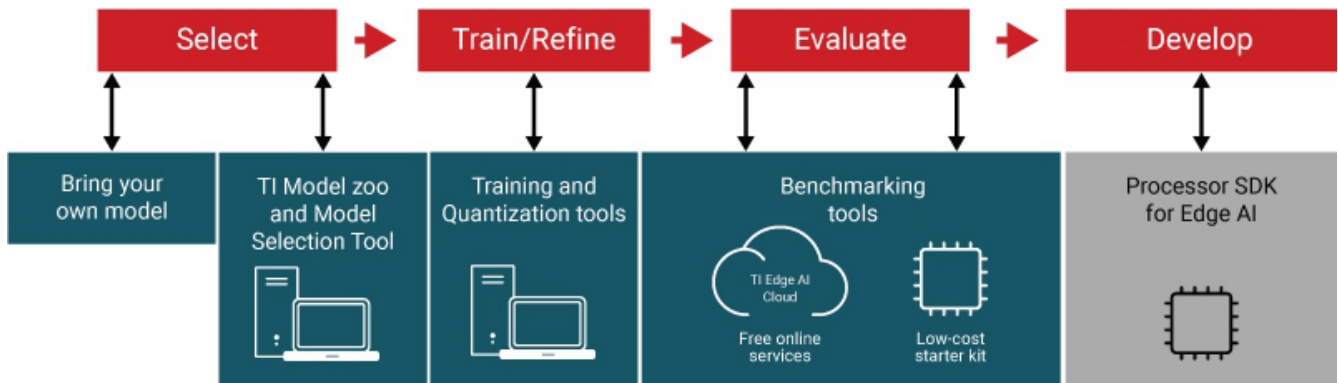 Select
Train/Refine
Evaluate
Develop
Bring your
own model
TI Model zoo
and Model
Selection Tool
Training and
Quantization tools
Benchmarking
tools
TI Edge AI
Cloud
Free online
services
Low-cost
starter kit
Processor SDK
for Edge AI